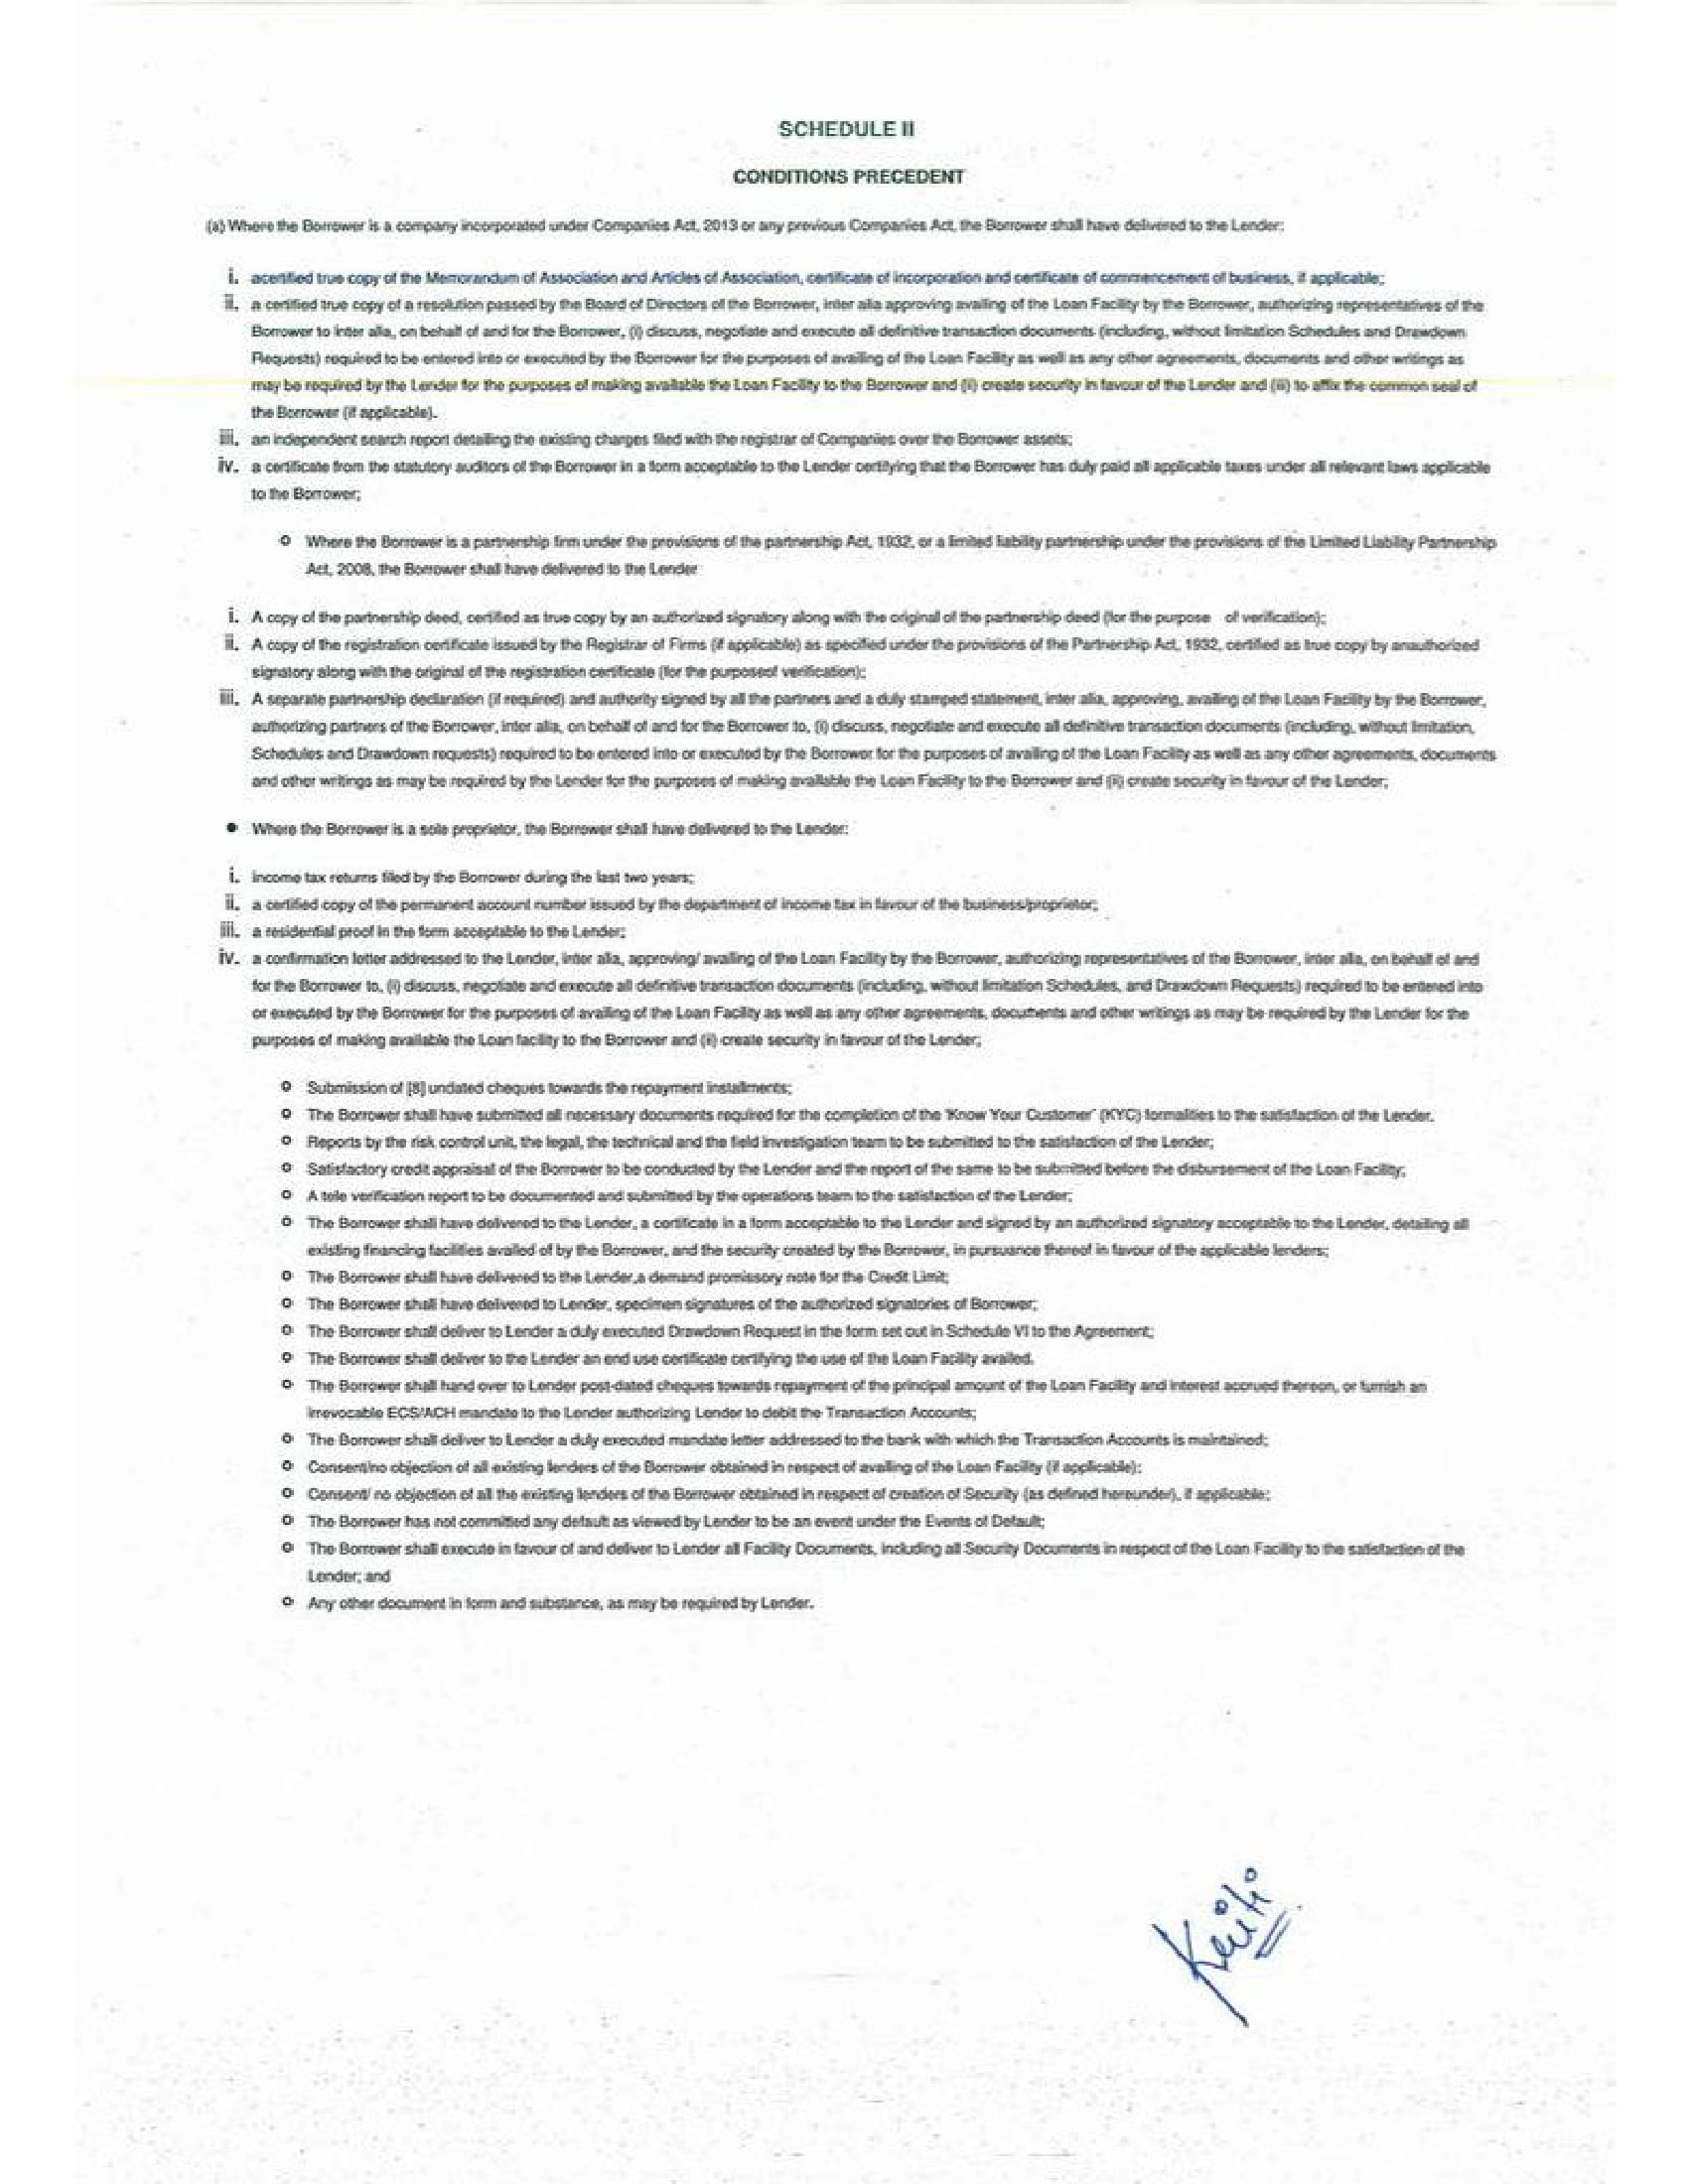 SCHEDULE II
CONDITIONS PRECEDENT
(a) Where the Borrower is a company incorporated under Companies Act, 2013 or any previous Companies Act, the Borrower shall have delivered to the Lender:
i. acertified true copy of the Memorandum of Association and Articles of Association, certificate of incorporation and certificate of commencement of business, if applicable;
ii. a certified true copy of a resolution passed by the Board of Directors of the Borrower, inter alia approving availing of the Loan Facility by the Borrower, authorizing representatives of the
Borrower to inter alia, on behalf of and for the Borrower, (i) discuss, negotiate and execute all definitive transaction documents (including, without limitation Schedules and Drawdown
Requests) required to be entered into or executed by the Borrower for the purposes of availing of the Loan Facility as well as any other agreements, documents and other writings as
may be required by the Lender for the purposes of making available the Loan Facility to the Borrower and (ii) create security in favour of the Lender and (iii) to affix the common seal of
the Borrower (if applicable).
iii. an independent search report detailing the existing charges filed with the registrar of Companies over the Borrower assets;
iv. a certificate from the statutory auditors of the Borrower in a form acceptable to the Lender certifying that the Borrower has duly paid all applicable taxes under all relevant laws applicable
to the Borrower;
o Where the Borrower is a partnership firm under the provisions of the partnership Act, 1932, or a limited liability partnership under the provisions of the Limited Liability Partnership
Act, 2008, the Borrower shall have delivered to the Lender
i. A copy of the partnership deed, certified as true copy by an authorized signatory along with the original of the partnership deed (for the purpose of verification);
ii. A copy of the registration certificate issued by the Registrar of Firms (if applicable) as specified under the provisions of the Partnership Act, 1932, certified as true copy by anauthorized
signatory along with the original of the registration certificate (for the purposeof verification);
iii. A separate partnership declaration (if required) and authority signed by all the partners and a duly stamped statement, inter alia, approving, availing of the Loan Facility by the Borrower,
authorizing partners of the Borrower, inter alia, on behalf of and for the Borrower to, (i) discuss, negotiate and execute all definitive transaction documents (including, without limitation,
Schedules and Drawdown requests) required to be entered into or executed by the Borrower for the purposes of availing of the Loan Facility as well as any other agreements, documents
and other writings as may be required by the Lender for the purposes of making available the Loan Facility to the Borrower and (ii) create security in favour of the Lender;
• Where the Borrower is a sole proprietor, the Borrower shall have delivered to the Lender:
i. income tax returns filed by the Borrower during the last two years;
ii. a certified copy of the permanent account number issued by the department of income tax in favour of the business/proprietor;
iii. a residential proof in the form acceptable to the Lender;
iv. a confirmation letter addressed to the Lender, inter alia, approving/ availing of the Loan Facility by the Borrower, authorizing representatives of the Borrower, inter alia, on behalf of and
for the Borrower to, (i) discuss, negotiate and execute all definitive transaction documents (including, without limitation Schedules, and Drawdown Requests) required to be entered into
or executed by the Borrower for the purposes of availing of the Loan Facility as well as any other agreements, documents and other writings as may be required by the Lender for the
purposes of making available the Loan facility to the Borrower and (ii) create security in favour of the Lender;
o Submission of [8] undated cheques towards the repayment installments;
o The Borrower shall have submitted all necessary documents required for the completion of the 'Know Your Customer' (KYC) formalities to the satisfaction of the Lender.
o Reports by the risk control unit, the legal, the technical and the field investigation team to be submitted to the satisfaction of the Lender;
o Satisfactory credit appraisal of the Borrower to be conducted by the Lender and the report of the same to be submitted before the disbursement of the Loan Facility;
o A tele verification report to be documented and submitted by the operations team to the satisfaction of the Lender;
o The Borrower shall have delivered to the Lender, a certificate in a form acceptable to the Lender and signed by an authorized signatory acceptable to the Lender, detailing all
existing financing facilities availed of by the Borrower, and the security created by the Borrower, in pursuance thereof in favour of the applicable lenders;
o The Borrower shall have delivered to the Lender,a demand promissory note for the Credit Limit;
o The Borrower shall have delivered to Lender, specimen signatures of the authorized signatories of Borrower;
o The Borrower shall deliver to Lender a duly executed Drawdown Request in the form set out in Schedule VI to the Agreement;
o The Borrower shall deliver to the Lender an end use certificate certifying the use of the Loan Facility availed.
o The Borrower shall hand over to Lender post-dated cheques towards repayment of the principal amount of the Loan Facility and interest accrued thereon, or furnish an
irrevocable ECS/ACH mandate to the Lender authorizing Lender to debit the Transaction Accounts;
o The Borrower shall deliver to Lender a duly executed mandate letter addressed to the bank with which the Transaction Accounts is maintained;
o Consent/no objection of all existing lenders of the Borrower obtained in respect of availing of the Loan Facility (if applicable);
o Consent/ no objection of all the existing lenders of the Borrower obtained in respect of creation of Security (as defined hereunder), if applicable;
o The Borrower has not committed any default as viewed by Lender to be an event under the Events of Default;
o The Borrower shall execute in favour of and deliver to Lender all Facility Documents, including all Security Documents in respect of the Loan Facility to the satisfaction of the
Lender; and
o Any other document in form and substance, as may be required by Lender.